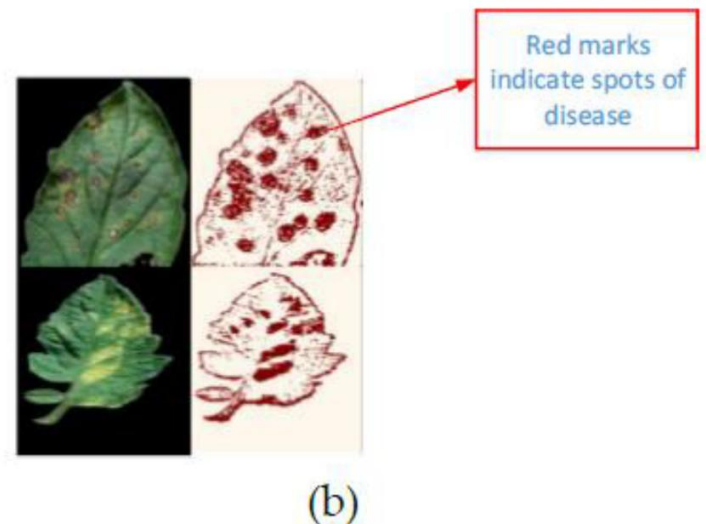 Red marks
indicate spots of
disease
(b)